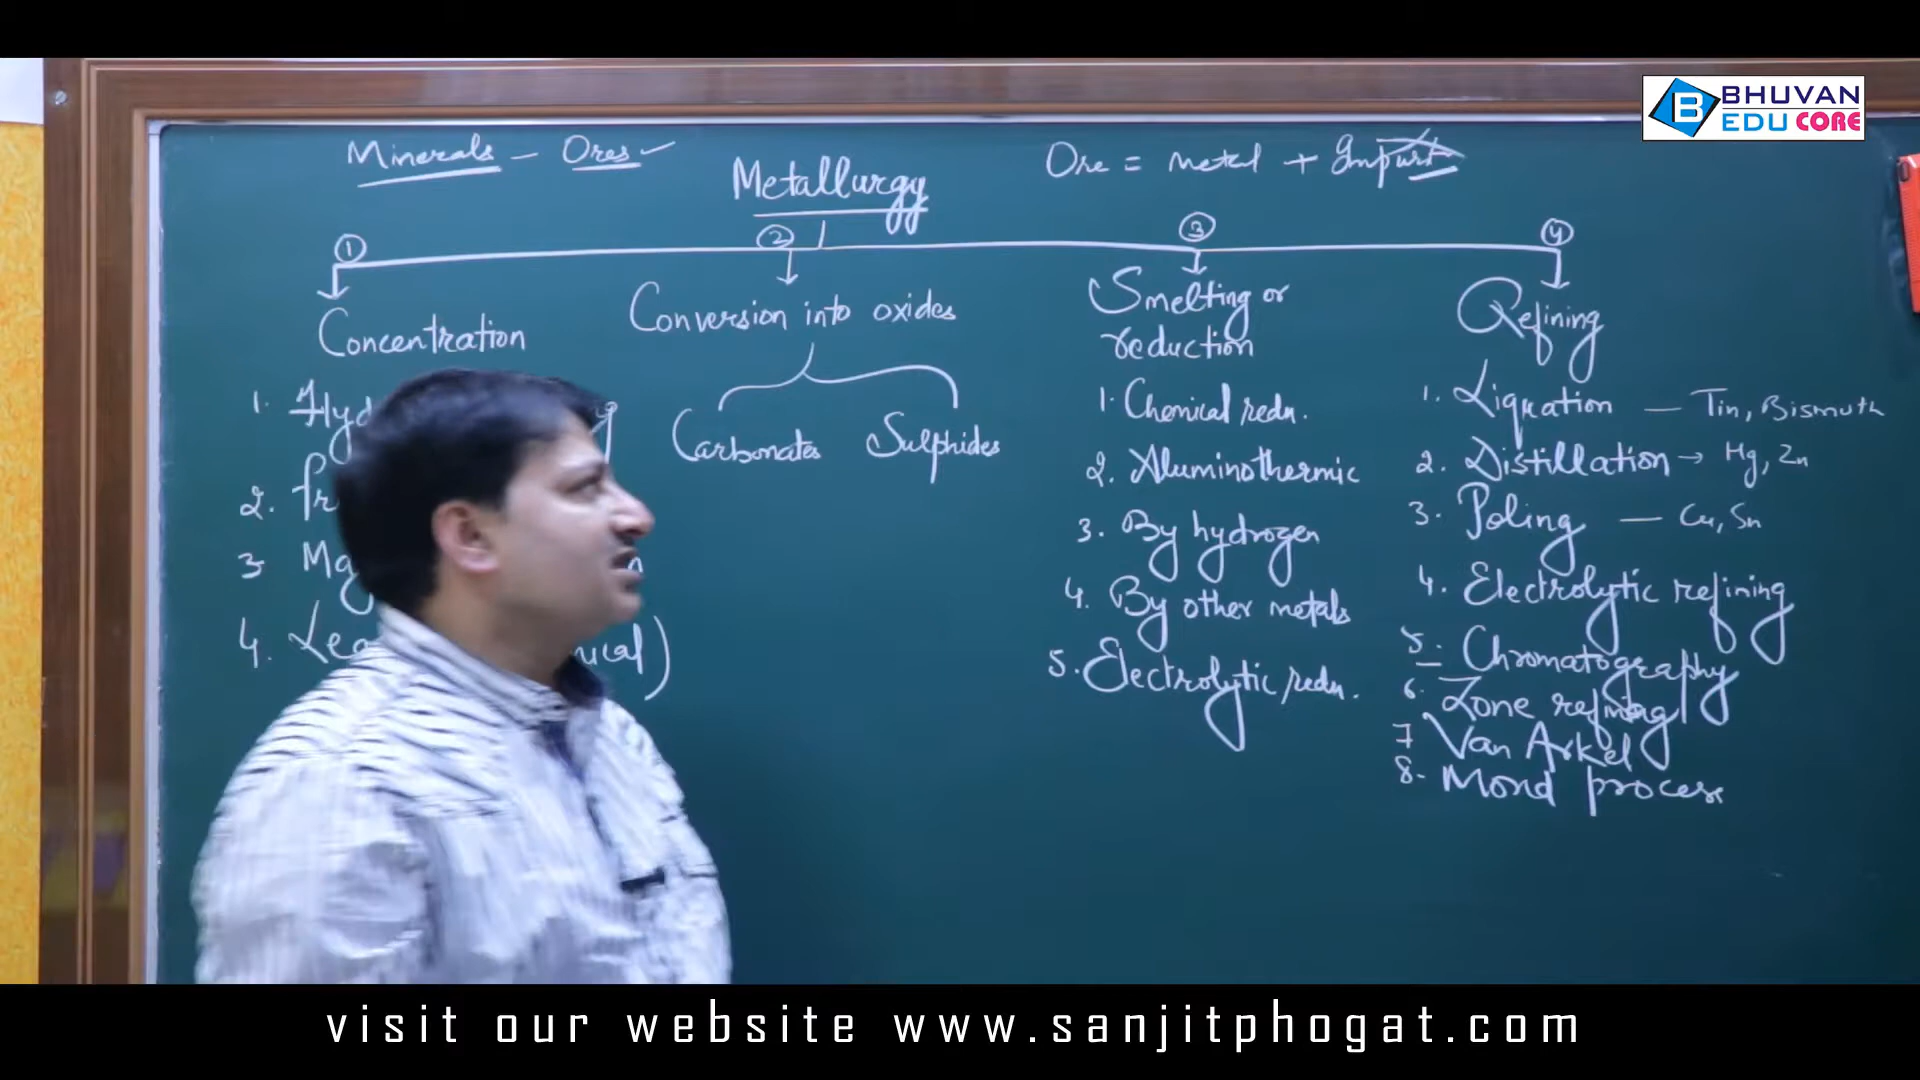 BHUVAN
EDU CORE
Minerals - Ores ✓
Ore = metal +
Metallurgy
① ② ③ ④
Concentration
1.
2.
3
4.
Conversion into oxides
Carbonates Sulphides
Smelting or
reduction
1. Chemical redn.
2. Aluminothermic
3. By hydrogen
4. By other metals
5. Electrolytic redn.
Refining
1. Liquation — Tin, Bismuth
2. Distillation → Hg, Zn
3. Poling — Cu, Sn
4. Electrolytic refining
5. Chromatography
6. Zone refining
7 Van Arkel
8. Mond process
visit our website www.sanjitphogat.com